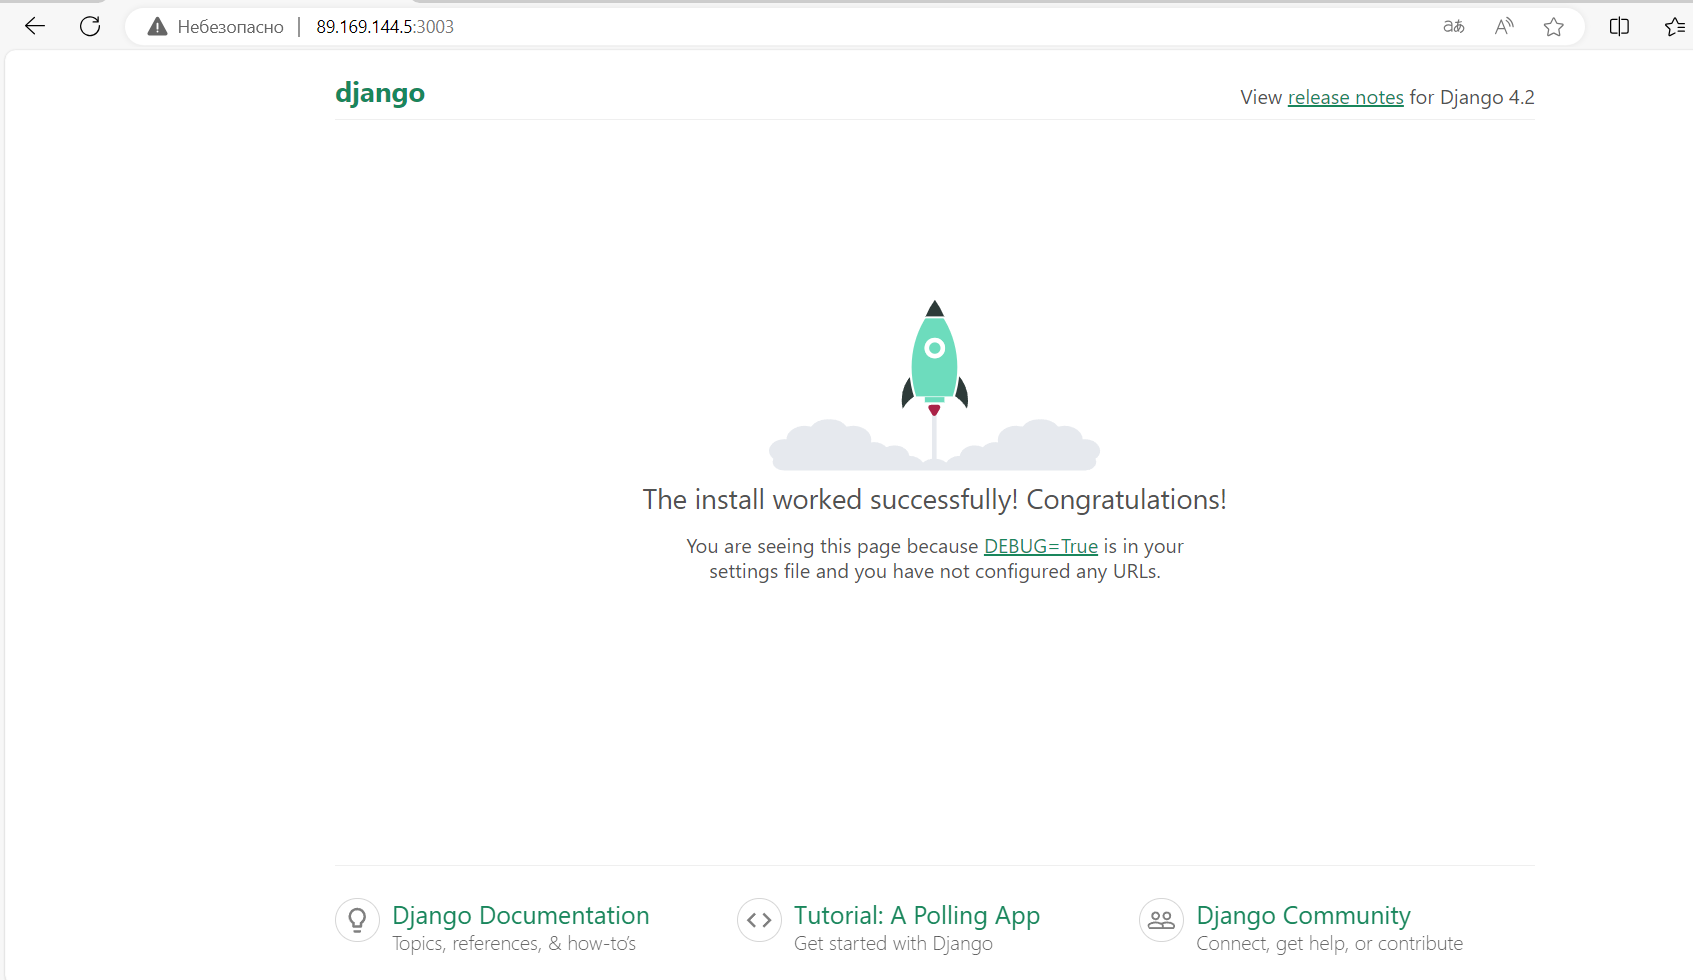 Небезопасно | 89.169.144.5:3003
django
View release notes for Django 4.2
The install worked successfully! Congratulations!
You are seeing this page because DEBUG=True is in your
settings file and you have not configured any URLs.
Django Documentation
Topics, references, & how-to’s
Tutorial: A Polling App
Get started with Django
Django Community
Connect, get help, or contribute